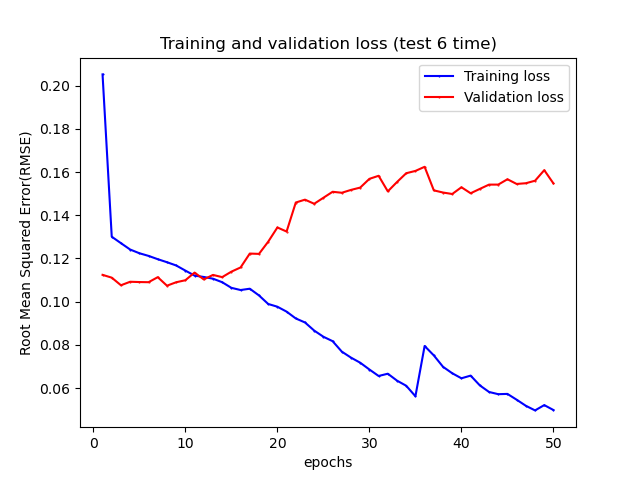 Training and validation loss (test 6 time)
Training loss
Validation loss
Root Mean Squared Error(RMSE)
0.20
0.18
0.16
0.14
0.12
0.10
0.08
0.06
0 10 20 30 40 50
epochs